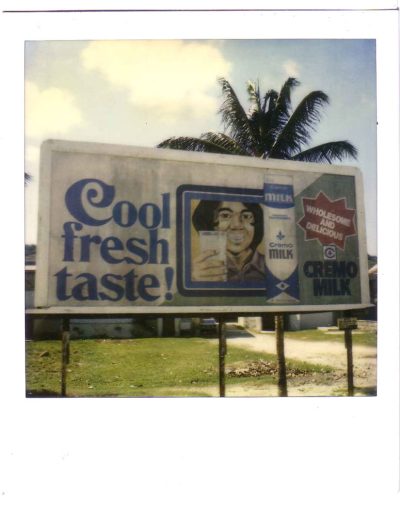 Cool
fresh
taste!
MILK
Cremo
MILK
WHOLESOME
AND
DELICIOUS
CREMO
MILK